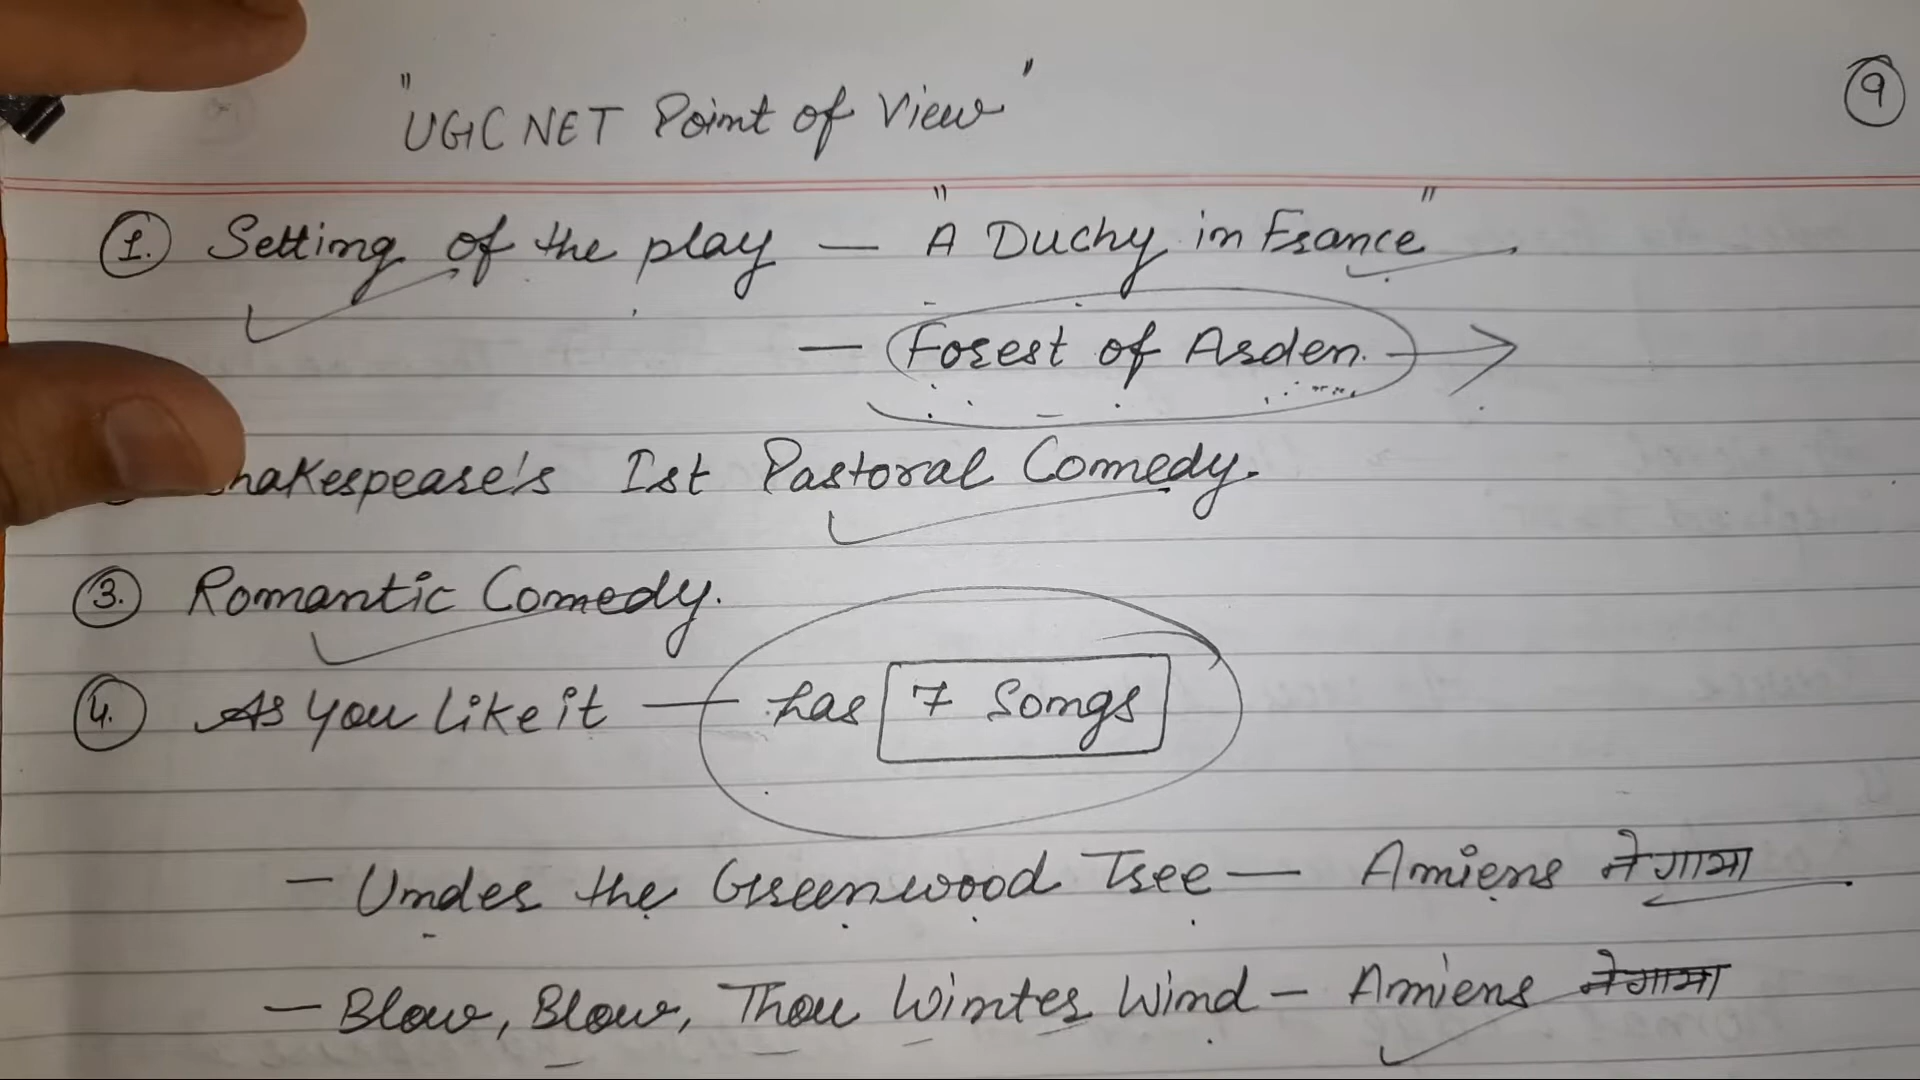 "UGC NET Point of View"
9
1. Setting of the play — "A Duchy in France"
— Forest of Arden.
Shakespeare's Ist Pastoral Comedy.
3. Romantic Comedy.
4. As You Like it — has 7 Songs
— Under the Greenwood Tree — Amiens ने गाया
— Blow, Blow, Thou Winter Wind — Amiens ने गाया